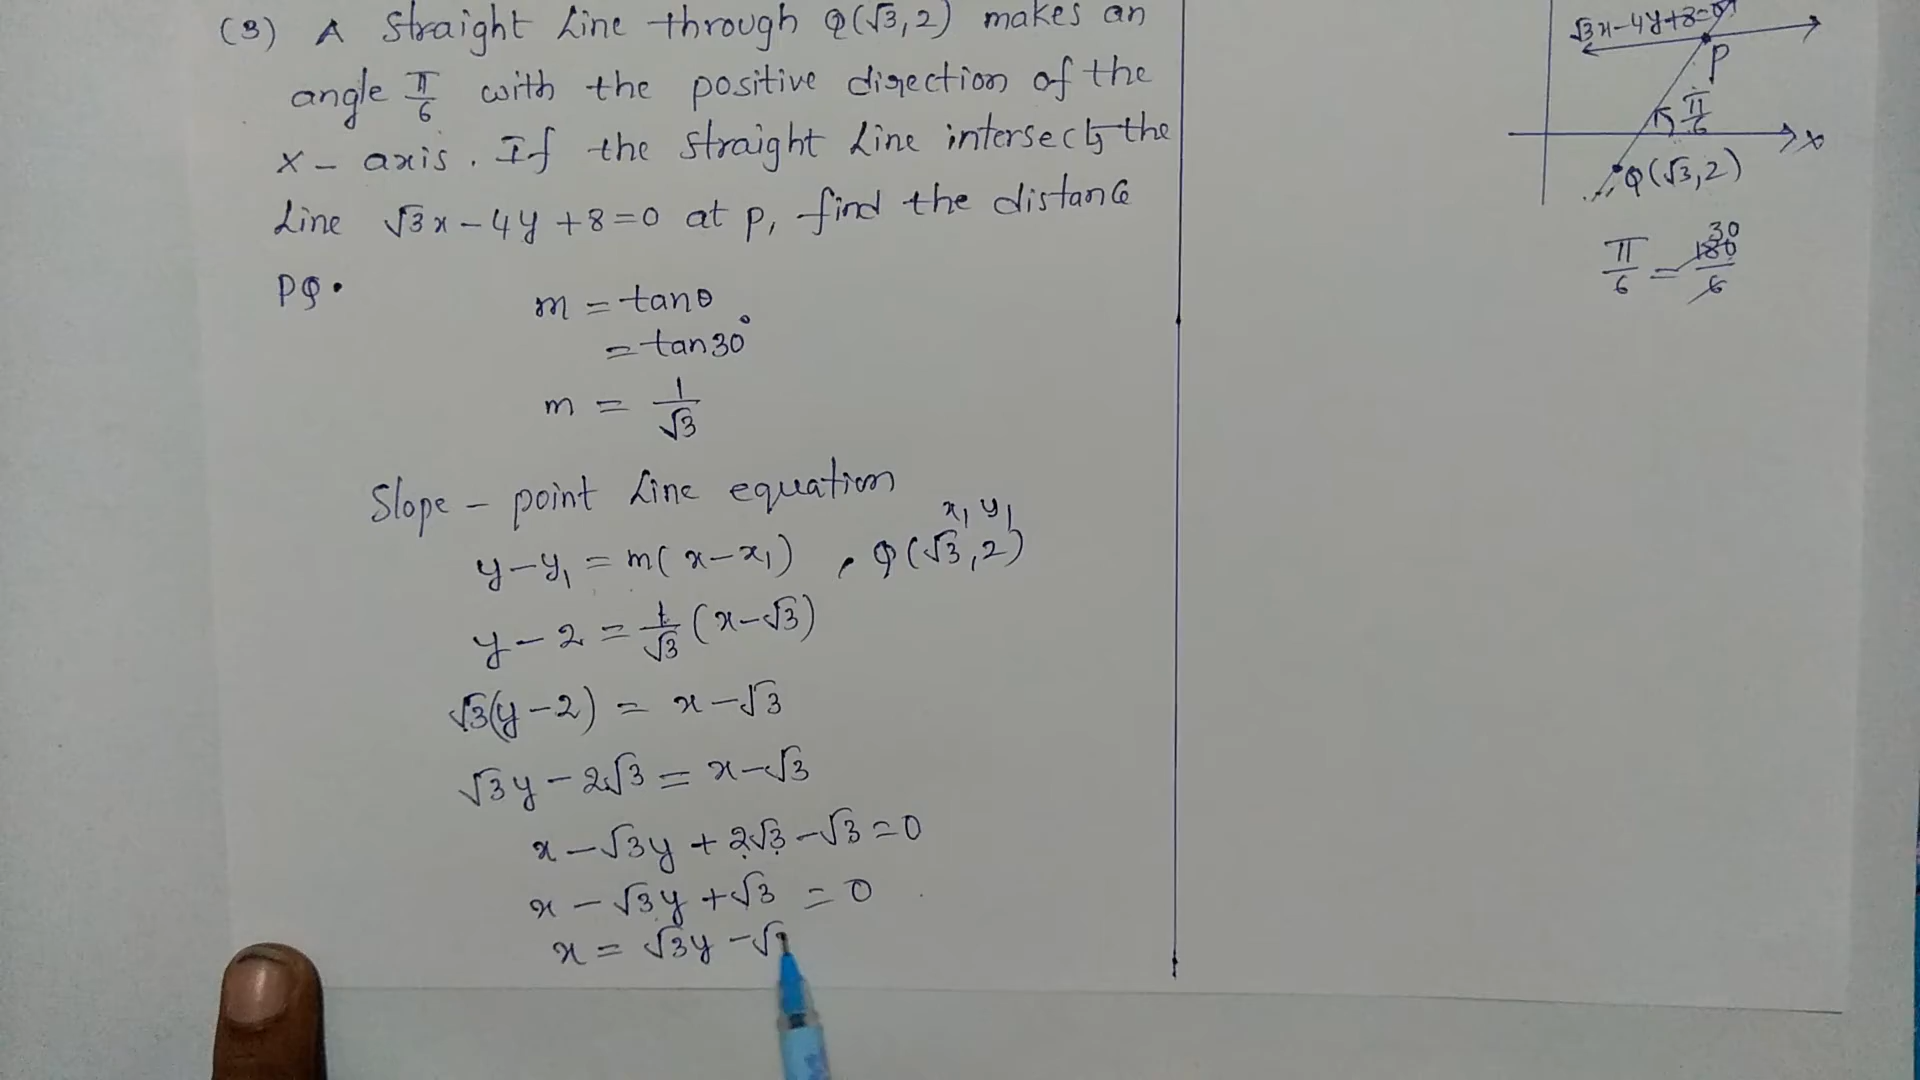 (3) A straight Line through Q(√3,2) makes an
angle π/6 with the positive direction of the
x - axis. If the straight Line intersects the
Line √3x-4y+8=0 at p, find the distance
PQ.
m = tanθ
= tan30°
m = 1/√3
Slope - point Line equation
x₁ y₁
y-y₁ = m(x-x₁) , Q(√3,2)
y-2 = 1/√3 (x-√3)
√3(y-2) = x-√3
√3y-2√3 = x-√3
x-√3y+2√3-√3=0
x-√3y+√3 = 0
x = √3y-√
√3x-4y+8=0
P
π/6
x
Q(√3,2)
30
π/6 = 180/6